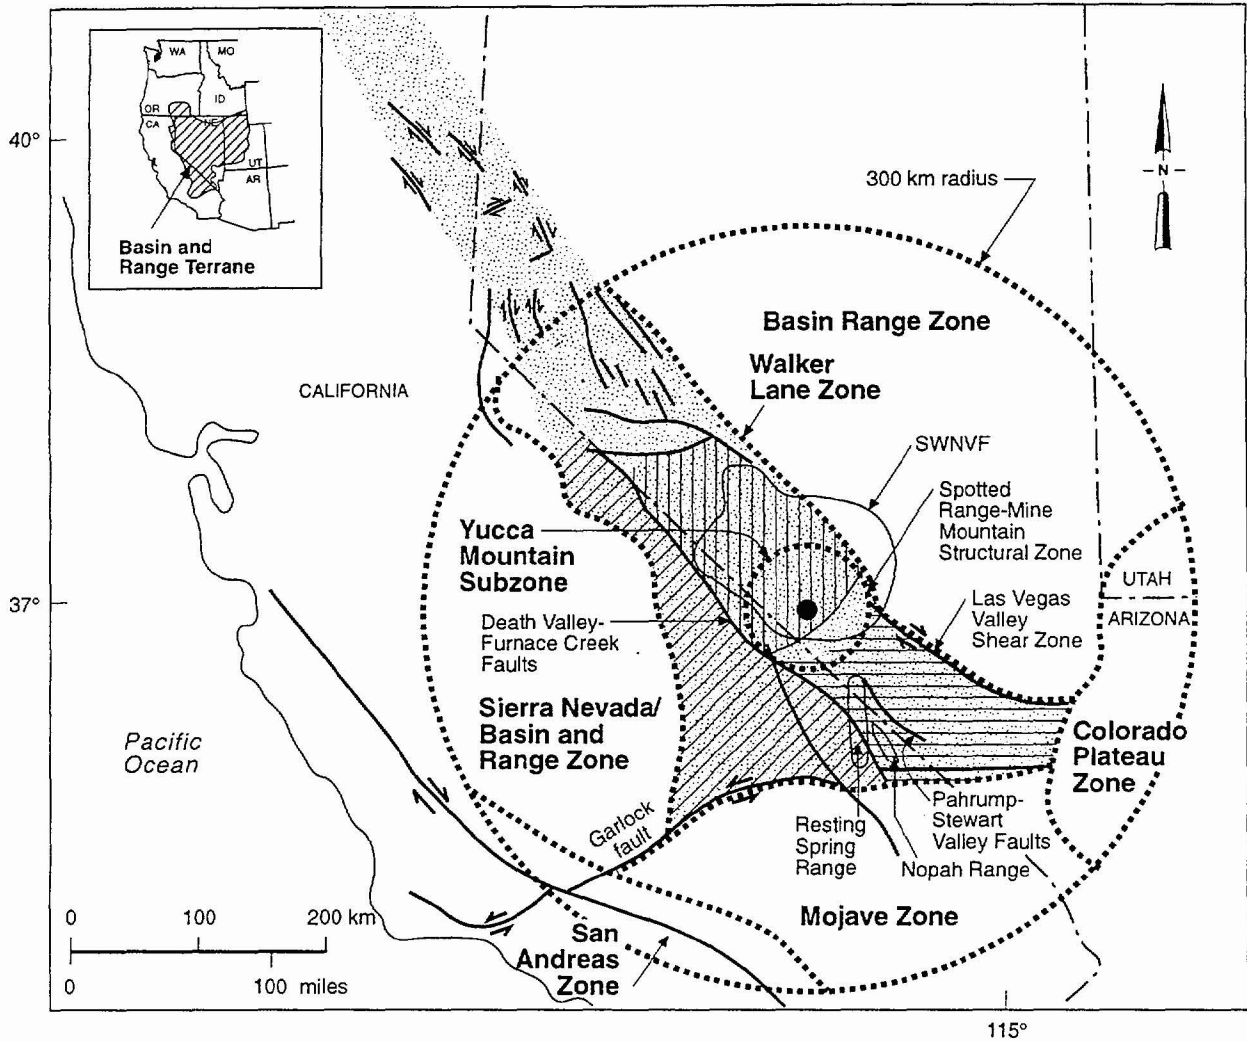 WA
MO
OR
ID
CA
NE
UT
AR
Basin and
Range Terrane
40°
37°
300 km radius
N
Basin Range Zone
Walker
Lane Zone
CALIFORNIA
SWNVF
Spotted
Range-Mine
Mountain
Structural Zone
Yucca
Mountain
Subzone
UTAH
ARIZONA
Las Vegas
Valley
Shear Zone
Death Valley-
Furnace Creek
Faults
Sierra Nevada/
Basin and
Range Zone
Pacific
Ocean
Colorado
Plateau
Zone
Garlock
fault
Resting
Spring
Range
Pahrump-
Stewart
Valley Faults
Nopah Range
Mojave Zone
San
Andreas
Zone
0 100 200 km
0 100 miles
115°